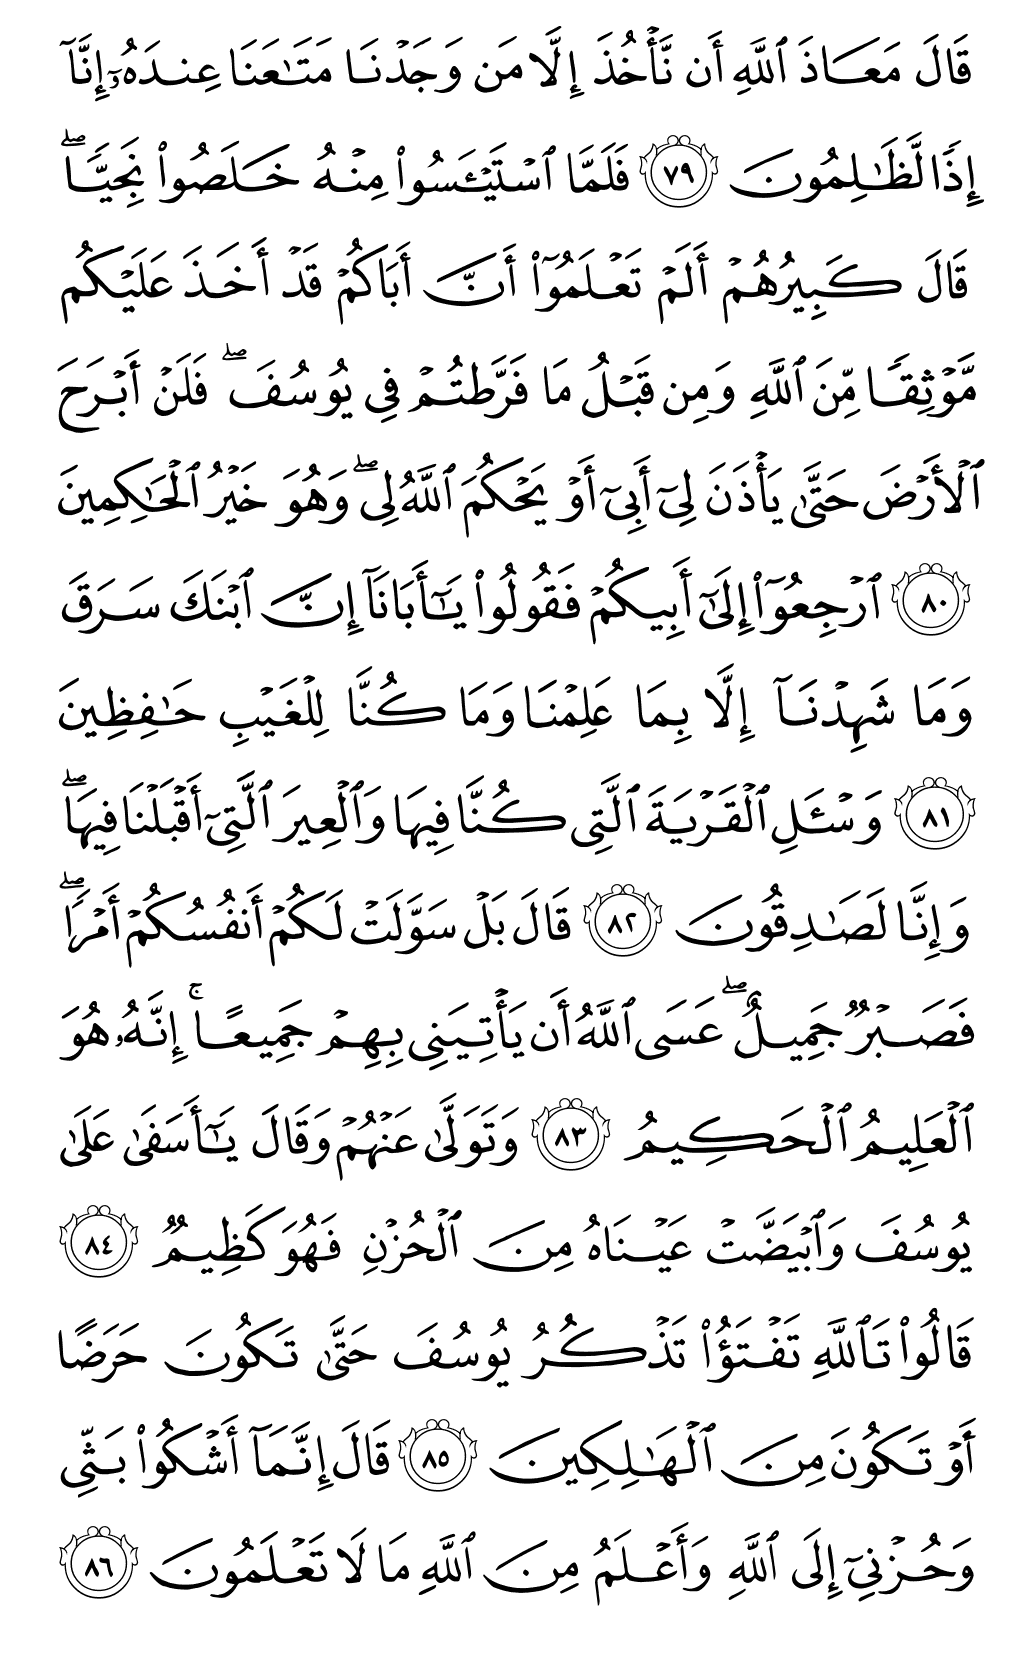 قَالَ مَعَاذَ ٱللَّهِ أَن نَّأۡخُذَ إِلَّا مَن وَجَدۡنَا مَتَٰعَنَا عِندَهُۥٓ إِنَّآ
إِذٗا لَّظَٰلِمُونَ ٧٩ فَلَمَّا ٱسۡتَيۡـَٔسُواْ مِنۡهُ خَلَصُواْ نَجِيّٗاۖ
قَالَ كَبِيرُهُمۡ أَلَمۡ تَعۡلَمُوٓاْ أَنَّ أَبَاكُمۡ قَدۡ أَخَذَ عَلَيۡكُم
مَّوۡثِقٗا مِّنَ ٱللَّهِ وَمِن قَبۡلُ مَا فَرَّطتُمۡ فِي يُوسُفَۖ فَلَنۡ أَبۡرَحَ
ٱلۡأَرۡضَ حَتَّىٰ يَأۡذَنَ لِيٓ أَبِيٓ أَوۡ يَحۡكُمَ ٱللَّهُ لِيۖ وَهُوَ خَيۡرُ ٱلۡحَٰكِمِينَ
٨٠ ٱرۡجِعُوٓاْ إِلَىٰٓ أَبِيكُمۡ فَقُولُواْ يَٰٓأَبَانَآ إِنَّ ٱبۡنَكَ سَرَقَ
وَمَا شَهِدۡنَآ إِلَّا بِمَا عَلِمۡنَا وَمَا كُنَّا لِلۡغَيۡبِ حَٰفِظِينَ
٨١ وَسۡـَٔلِ ٱلۡقَرۡيَةَ ٱلَّتِي كُنَّا فِيهَا وَٱلۡعِيرَ ٱلَّتِيٓ أَقۡبَلۡنَا فِيهَاۖ
وَإِنَّا لَصَٰدِقُونَ ٨٢ قَالَ بَلۡ سَوَّلَتۡ لَكُمۡ أَنفُسُكُمۡ أَمۡرٗاۖ
فَصَبۡرٞ جَمِيلٌۖ عَسَى ٱللَّهُ أَن يَأۡتِيَنِي بِهِمۡ جَمِيعًاۚ إِنَّهُۥ هُوَ
ٱلۡعَلِيمُ ٱلۡحَكِيمُ ٨٣ وَتَوَلَّىٰ عَنۡهُمۡ وَقَالَ يَٰٓأَسَفَىٰ عَلَىٰ
يُوسُفَ وَٱبۡيَضَّتۡ عَيۡنَاهُ مِنَ ٱلۡحُزۡنِ فَهُوَ كَظِيمٞ ٨٤
قَالُواْ تَٱللَّهِ تَفۡتَؤُاْ تَذۡكُرُ يُوسُفَ حَتَّىٰ تَكُونَ حَرَضًا
أَوۡ تَكُونَ مِنَ ٱلۡهَٰلِكِينَ ٨٥ قَالَ إِنَّمَآ أَشۡكُواْ بَثِّي
وَحُزۡنِيٓ إِلَى ٱللَّهِ وَأَعۡلَمُ مِنَ ٱللَّهِ مَا لَا تَعۡلَمُونَ ٨٦